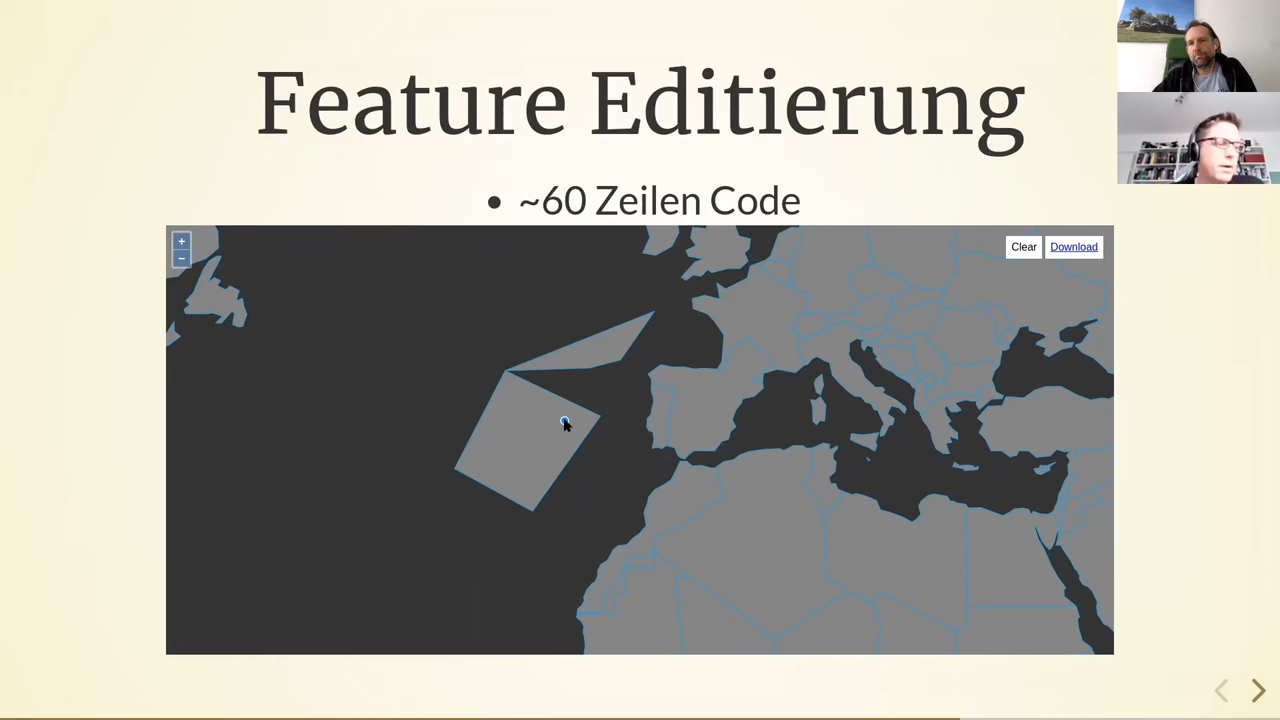 Feature Editierung
• ~60 Zeilen Code
+
−
Clear
Download